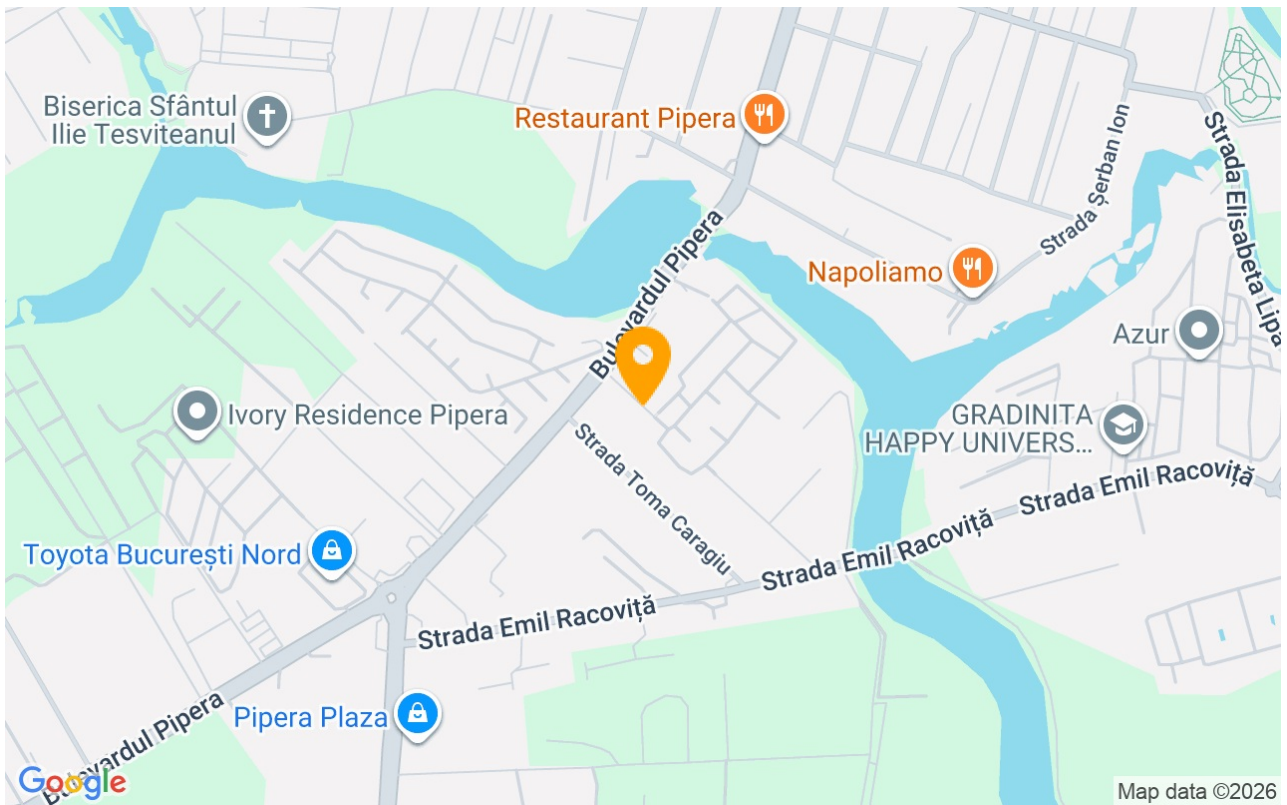 Biserica Sfântul
Ilie Tesviteanul
Restaurant Pipera
Strada Șerban Ion
Strada Elisabeta Lipă
Bulevardul Pipera
Napoliamo
Azur
Ivory Residence Pipera
GRADINITA
HAPPY UNIVERS...
Strada Toma Caragiu
Strada Emil Racoviță
Strada Emil Racoviță
Toyota București Nord
Strada Emil Racoviță
Pipera Plaza
Bulevardul Pipera
Google
Map data ©2026